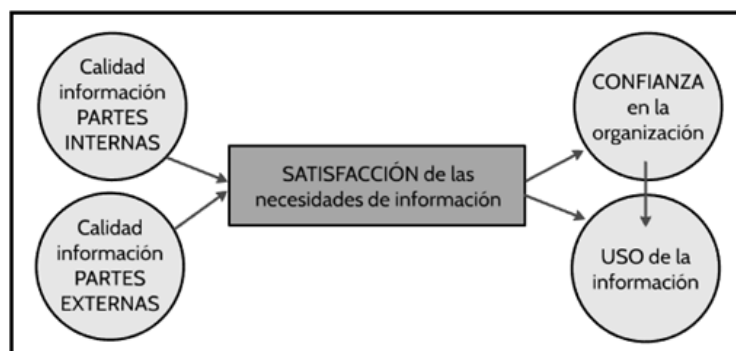 Calidad
información
PARTES
INTERNAS
Calidad
información
PARTES
EXTERNAS
SATISFACCIÓN de las
necesidades de información
CONFIANZA
en la
organización
USO de la
información